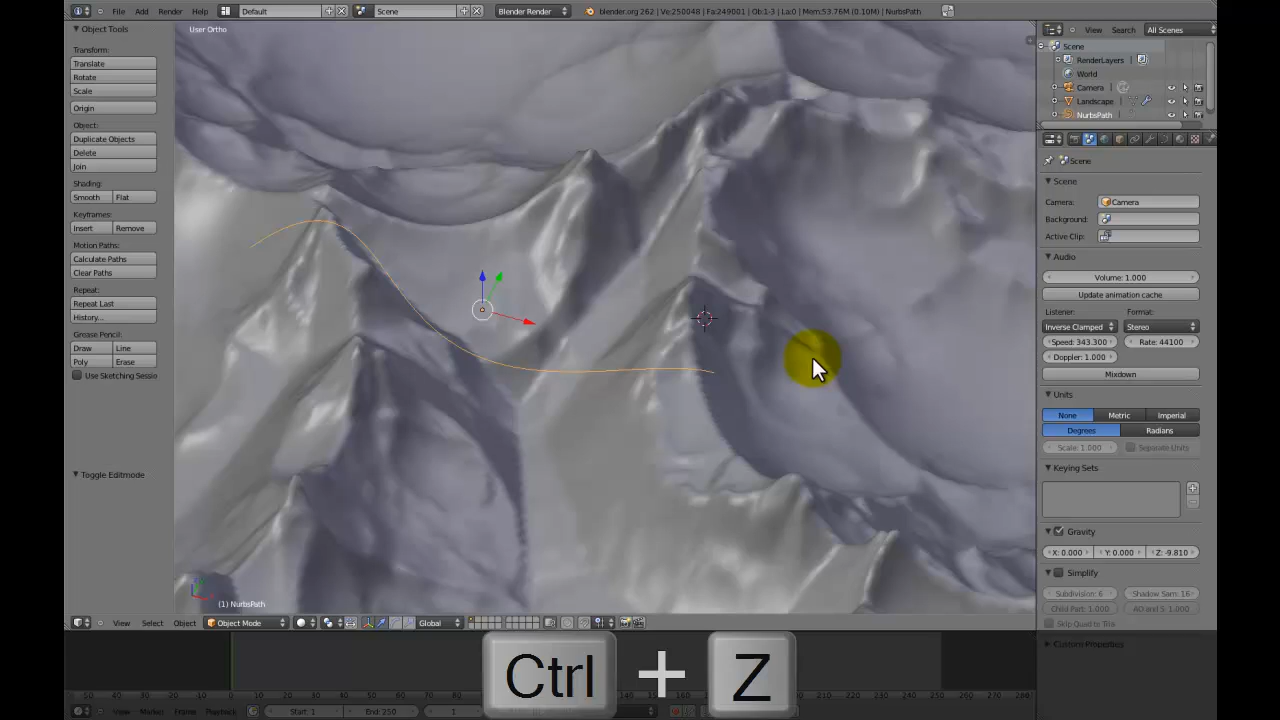 File Add Render Help Default Scene Blender Render blender.org 262 | Ve:250048 | Fa:249001 | Ob:1-3 | La:0 | Mem:53.76M (0.10M) | NurbsPath
Object Tools
Transform:
Translate
Rotate
Scale
Origin
Object:
Duplicate Objects
Delete
Join
Shading:
Smooth Flat
Keyframes:
Insert Remove
Motion Paths:
Calculate Paths
Clear Paths
Repeat:
Repeat Last
History...
Grease Pencil:
Draw Line
Poly Erase
Use Sketching Sessio
Toggle Editmode
User Ortho
(1) NurbsPath
View Search All Scenes
Scene
RenderLayers
World
Camera
Landscape
NurbsPath
Scene
Scene
Camera: Camera
Background:
Active Clip:
Audio
Volume: 1.000
Update animation cache
Listener: Format:
Inverse Clamped Stereo
Speed: 343.300 Rate: 44100
Doppler: 1.000
Mixdown
Units
None Metric Imperial
Degrees Radians
Scale: 1.000 Separate Units
Keying Sets
Gravity
X: 0.000 Y: 0.000 Z: -9.810
Simplify
Subdivision: 6 Shadow Sam: 16
Child Part: 1.000 AO and S: 1.000
Skip Quad to Tria
Custom Properties
View Select Object Object Mode Global
Ctrl + Z
View Marker Frame Playback Start: 1 End: 250 1